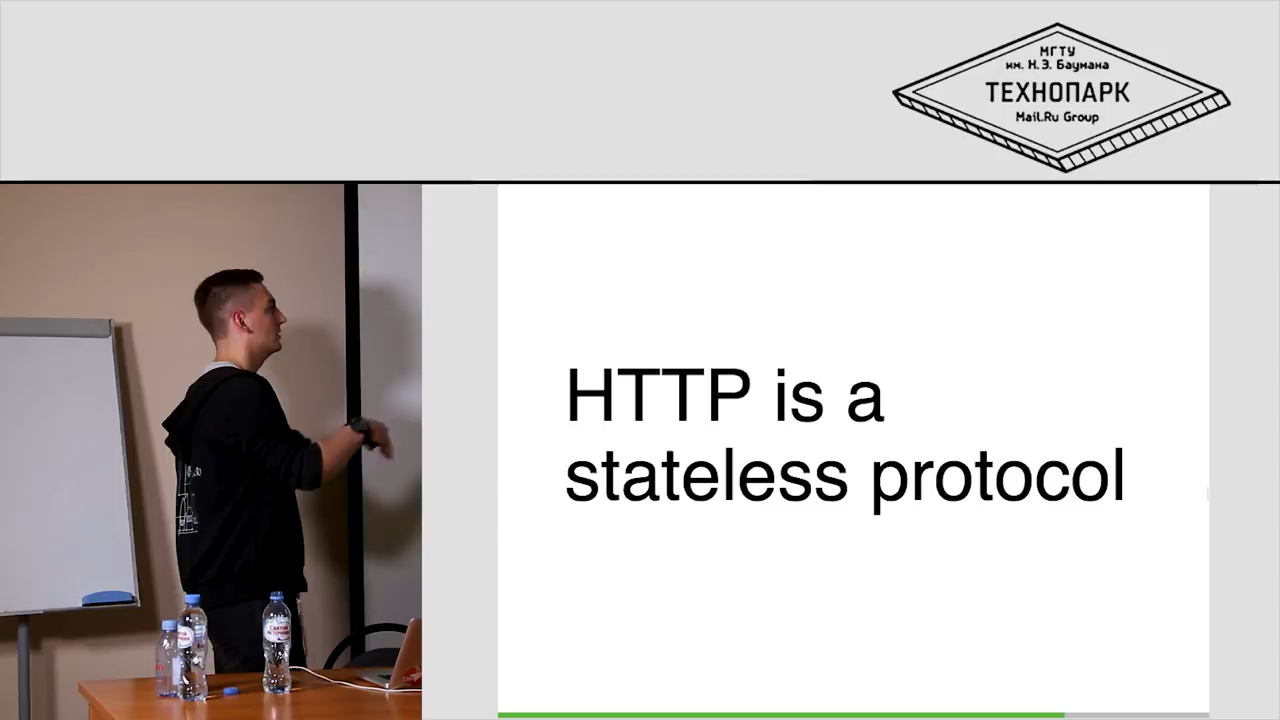 МГТУ
им. Н.Э. Баумана
ТЕХНОПАРК
Mail.Ru Group
HTTP is a
stateless protocol